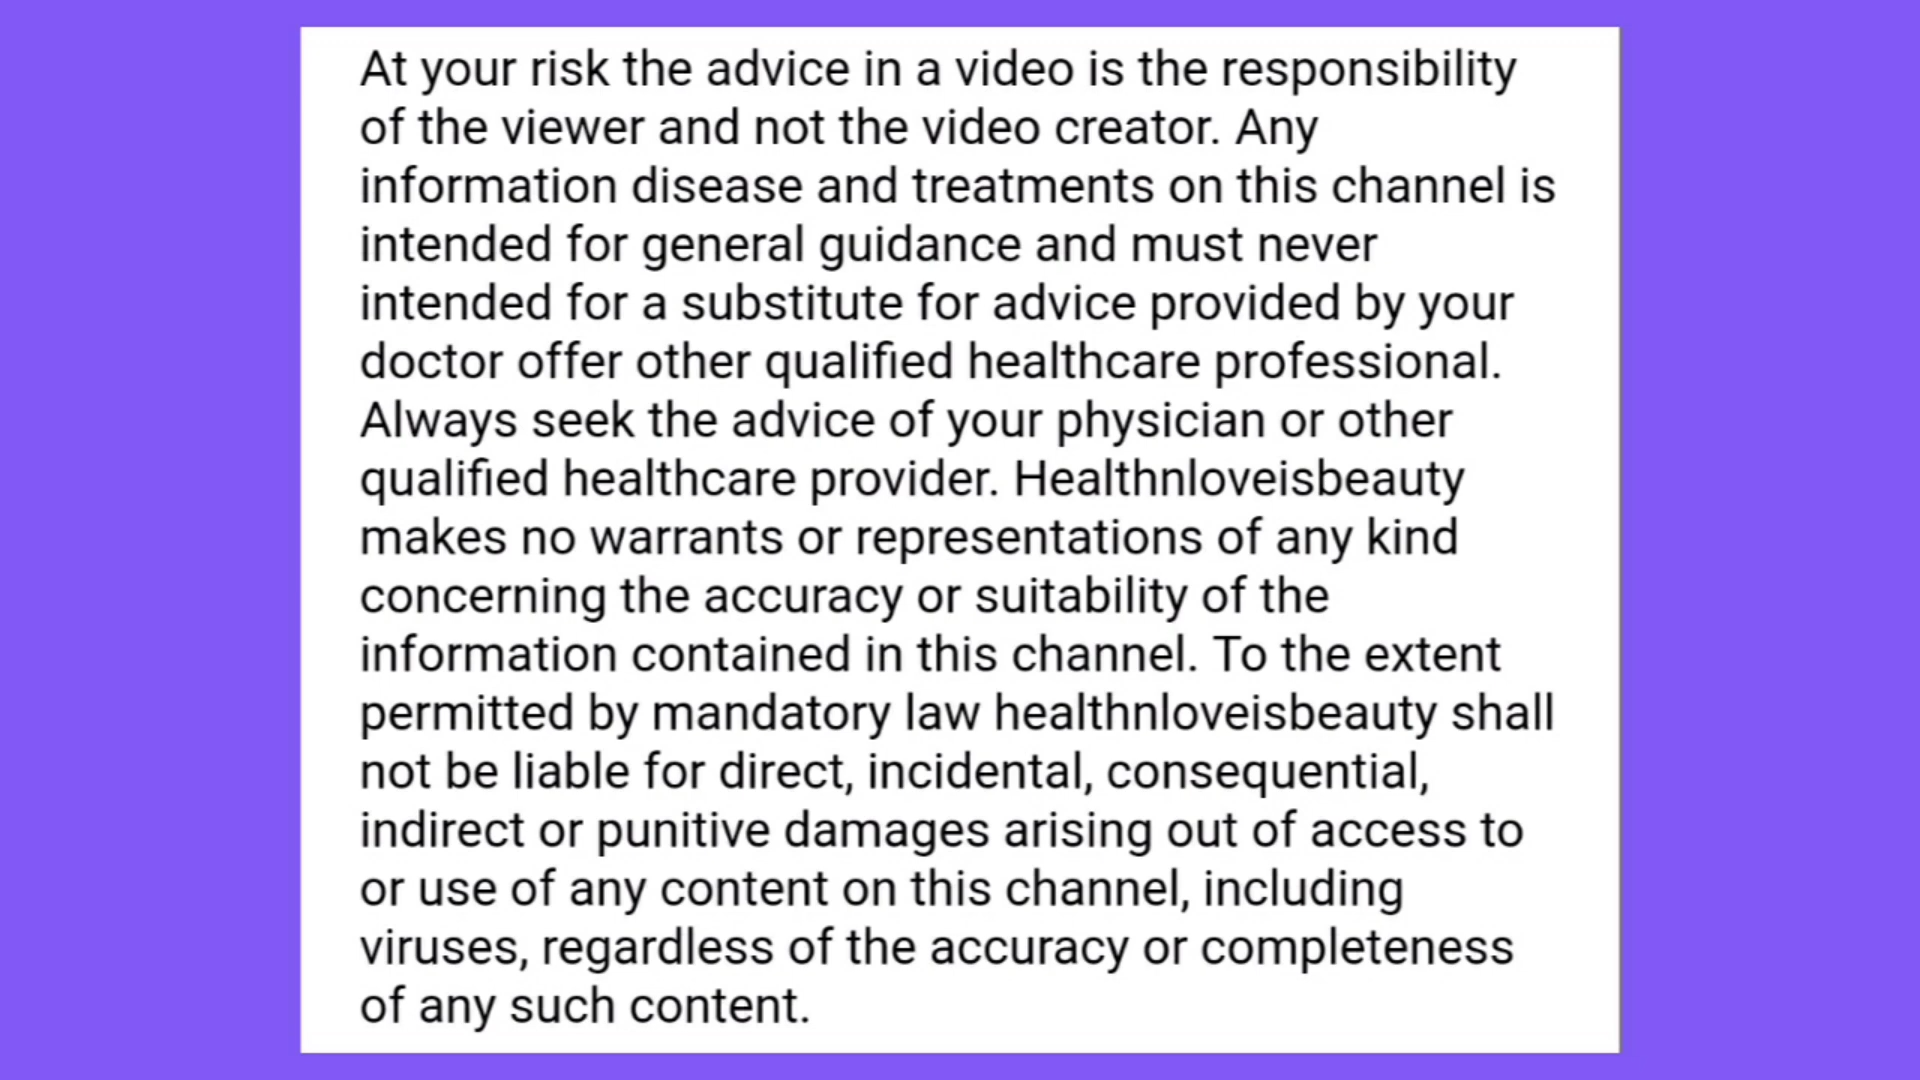 At your risk the advice in a video is the responsibility
of the viewer and not the video creator. Any
information disease and treatments on this channel is
intended for general guidance and must never
intended for a substitute for advice provided by your
doctor offer other qualified healthcare professional.
Always seek the advice of your physician or other
qualified healthcare provider. Healthnloveisbeauty
makes no warrants or representations of any kind
concerning the accuracy or suitability of the
information contained in this channel. To the extent
permitted by mandatory law healthnloveisbeauty shall
not be liable for direct, incidental, consequential,
indirect or punitive damages arising out of access to
or use of any content on this channel, including
viruses, regardless of the accuracy or completeness
of any such content.